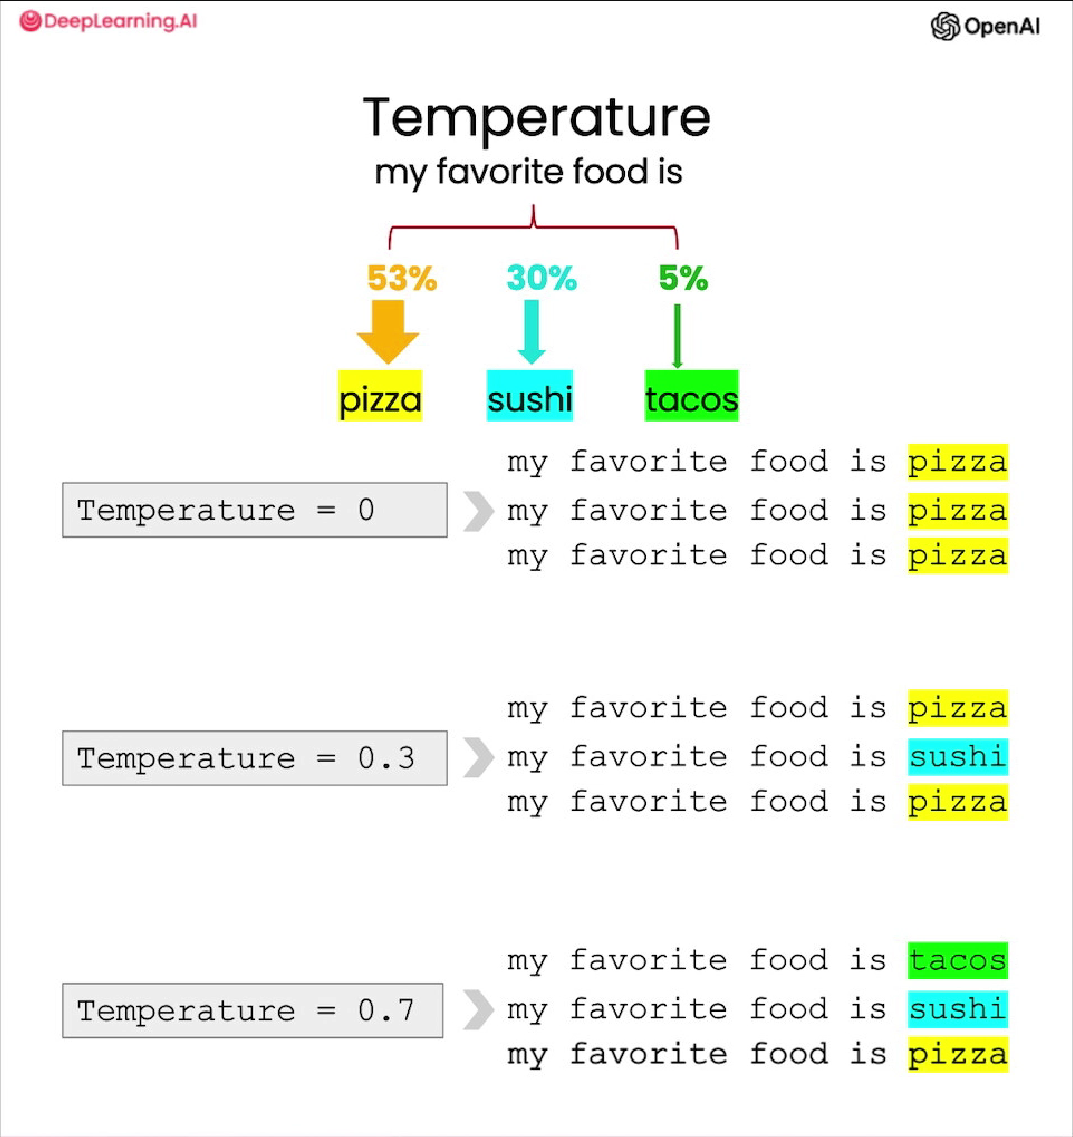 DeepLearning.AI
OpenAI
Temperature
my favorite food is
53% 30% 5%
pizza sushi tacos
my favorite food is pizza
Temperature = 0
my favorite food is pizza
my favorite food is pizza
my favorite food is pizza
Temperature = 0.3
my favorite food is sushi
my favorite food is pizza
my favorite food is tacos
Temperature = 0.7
my favorite food is sushi
my favorite food is pizza